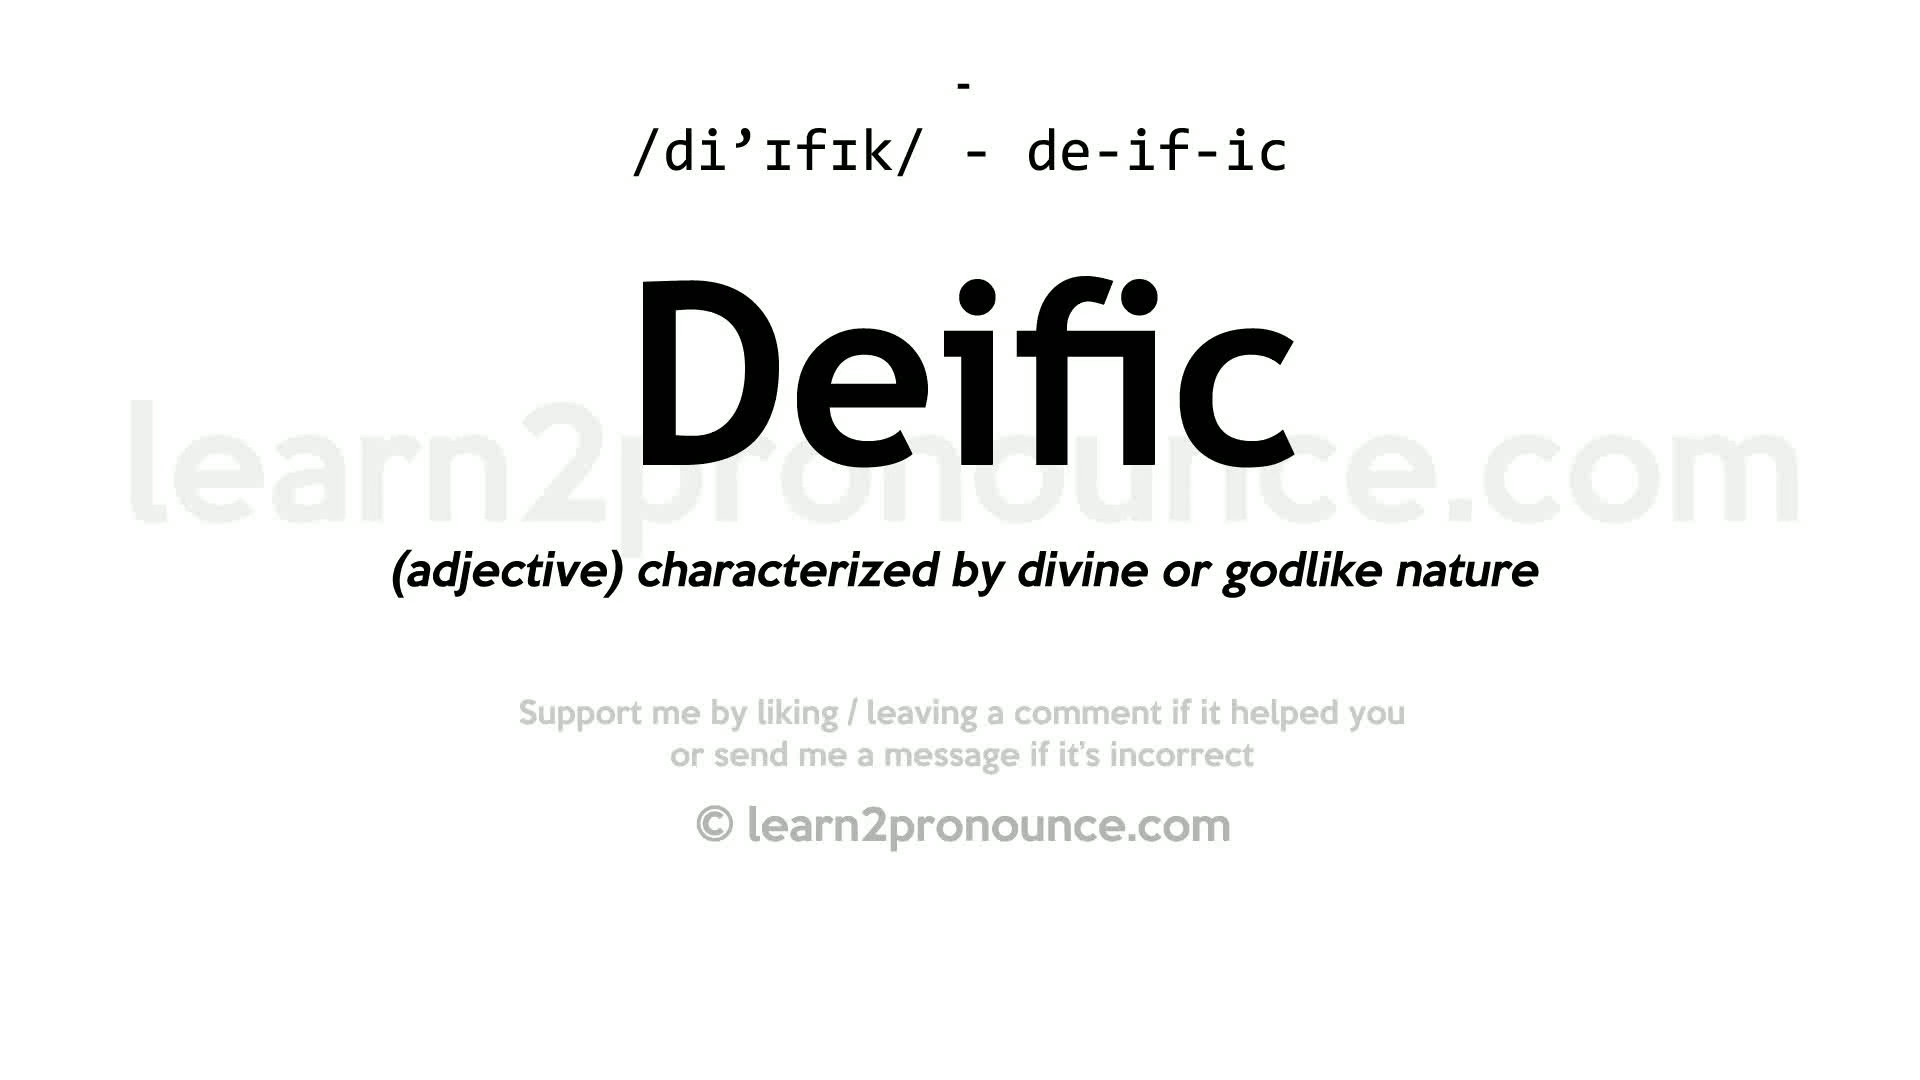 -
/di’ɪfɪk/ - de-if-ic
Deific
learn2pronounce.com
(adjective) characterized by divine or godlike nature
Support me by liking / leaving a comment if it helped you
or send me a message if it’s incorrect
© learn2pronounce.com